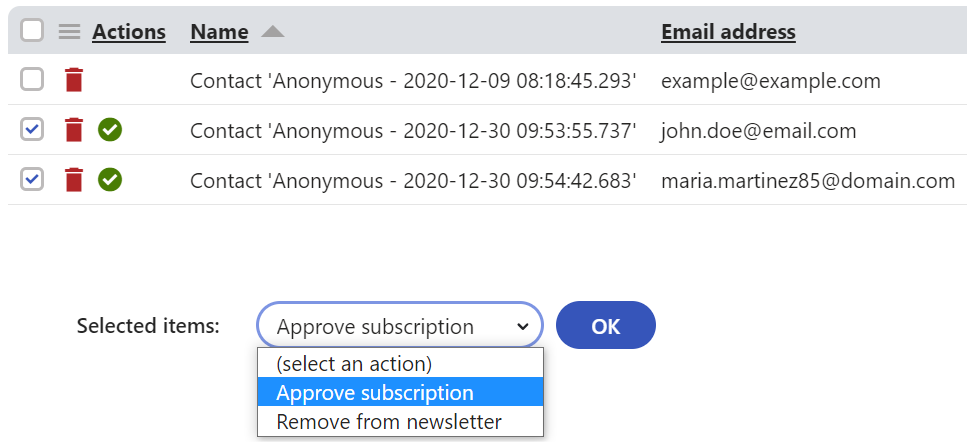 Actions Name Email address
Contact 'Anonymous - 2020-12-09 08:18:45.293' example@example.com
Contact 'Anonymous - 2020-12-30 09:53:55.737' john.doe@email.com
Contact 'Anonymous - 2020-12-30 09:54:42.683' maria.martinez85@domain.com
Selected items: Approve subscription OK
(select an action)
Approve subscription
Remove from newsletter